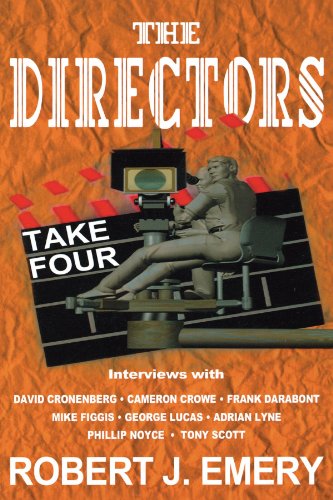 THE
DIRECTORS
TAKE
FOUR
Interviews with
DAVID CRONENBERG • CAMERON CROWE • FRANK DARABONT
MIKE FIGGIS • GEORGE LUCAS • ADRIAN LYNE
PHILLIP NOYCE • TONY SCOTT
ROBERT J. EMERY